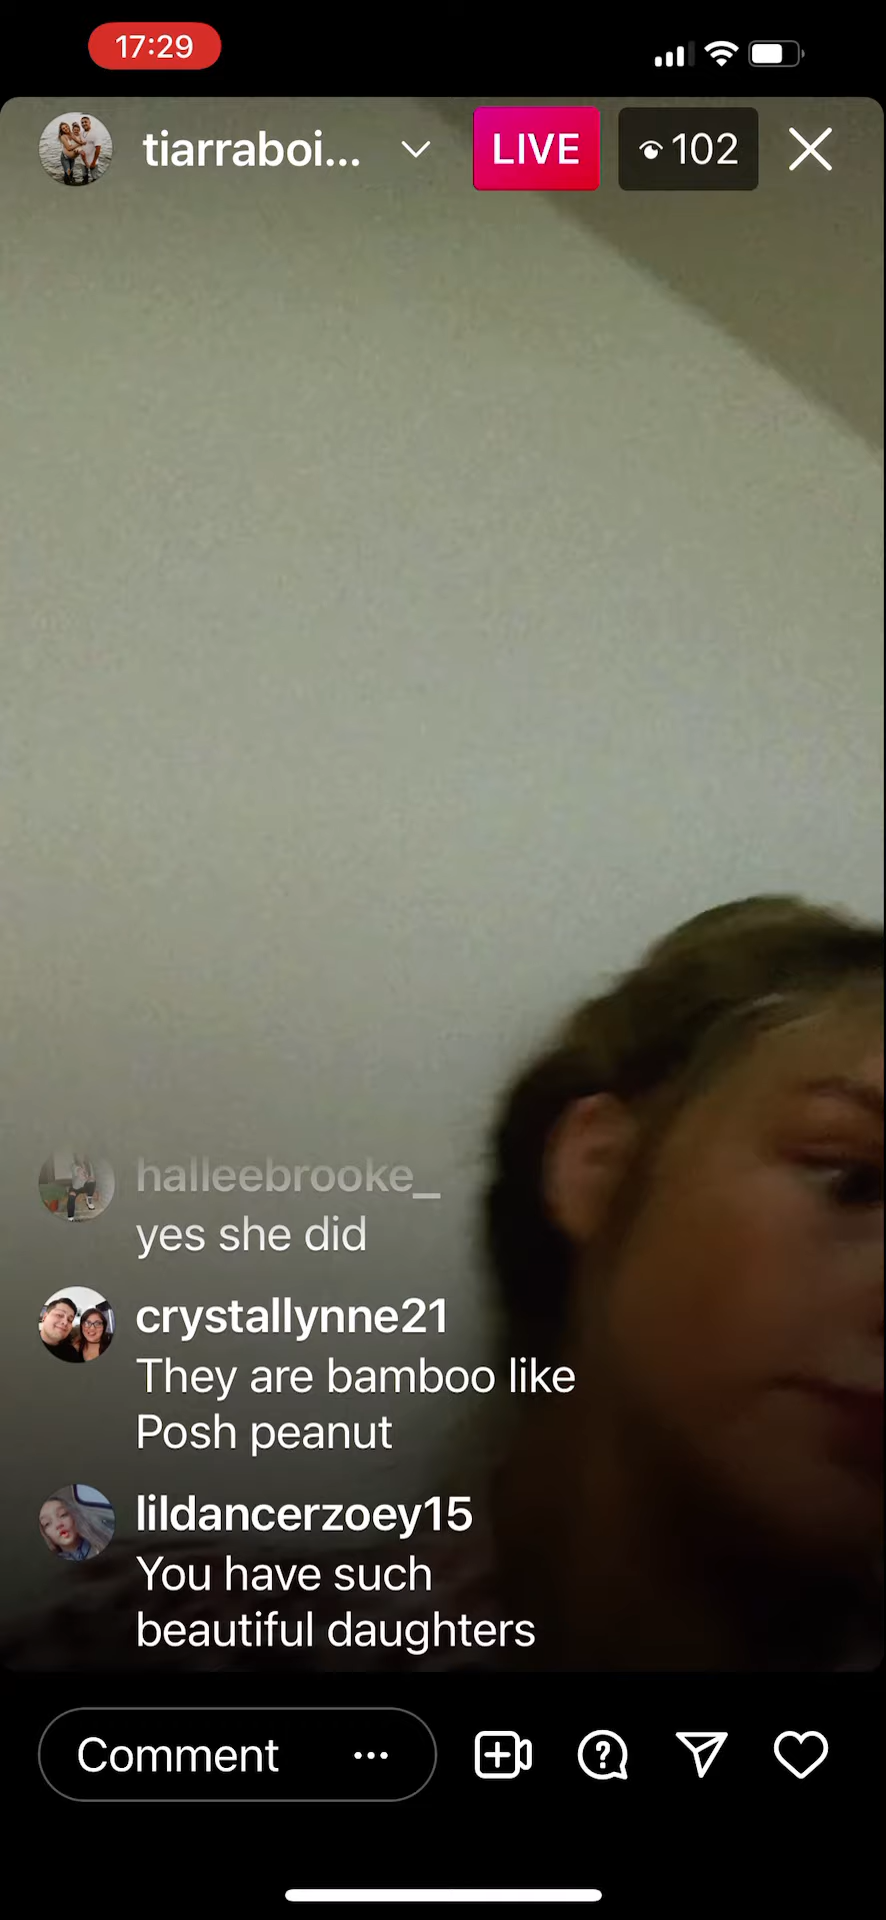 17:29
tiarraboi...
LIVE
102
halleebrooke_
yes she did
crystallynne21
They are bamboo like
Posh peanut
lildancerzoey15
You have such
beautiful daughters
Comment